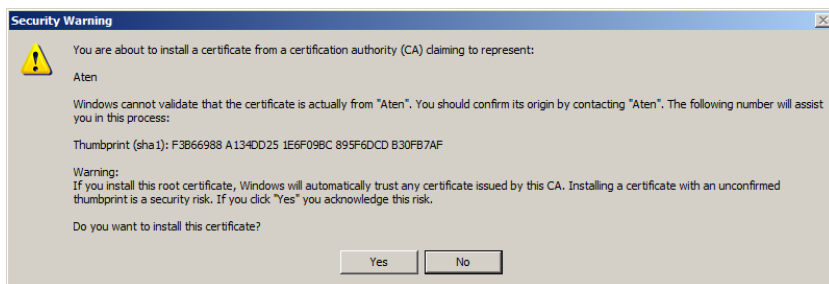 Security Warning
You are about to install a certificate from a certification authority (CA) claiming to represent:
Aten
Windows cannot validate that the certificate is actually from "Aten". You should confirm its origin by contacting "Aten". The following number will assist
you in this process:
Thumbprint (sha1): F3B66988 A134DD25 1E6F09BC 895F6DCD B30FB7AF
Warning:
If you install this root certificate, Windows will automatically trust any certificate issued by this CA. Installing a certificate with an unconfirmed
thumbprint is a security risk. If you click "Yes" you acknowledge this risk.
Do you want to install this certificate?
Yes No